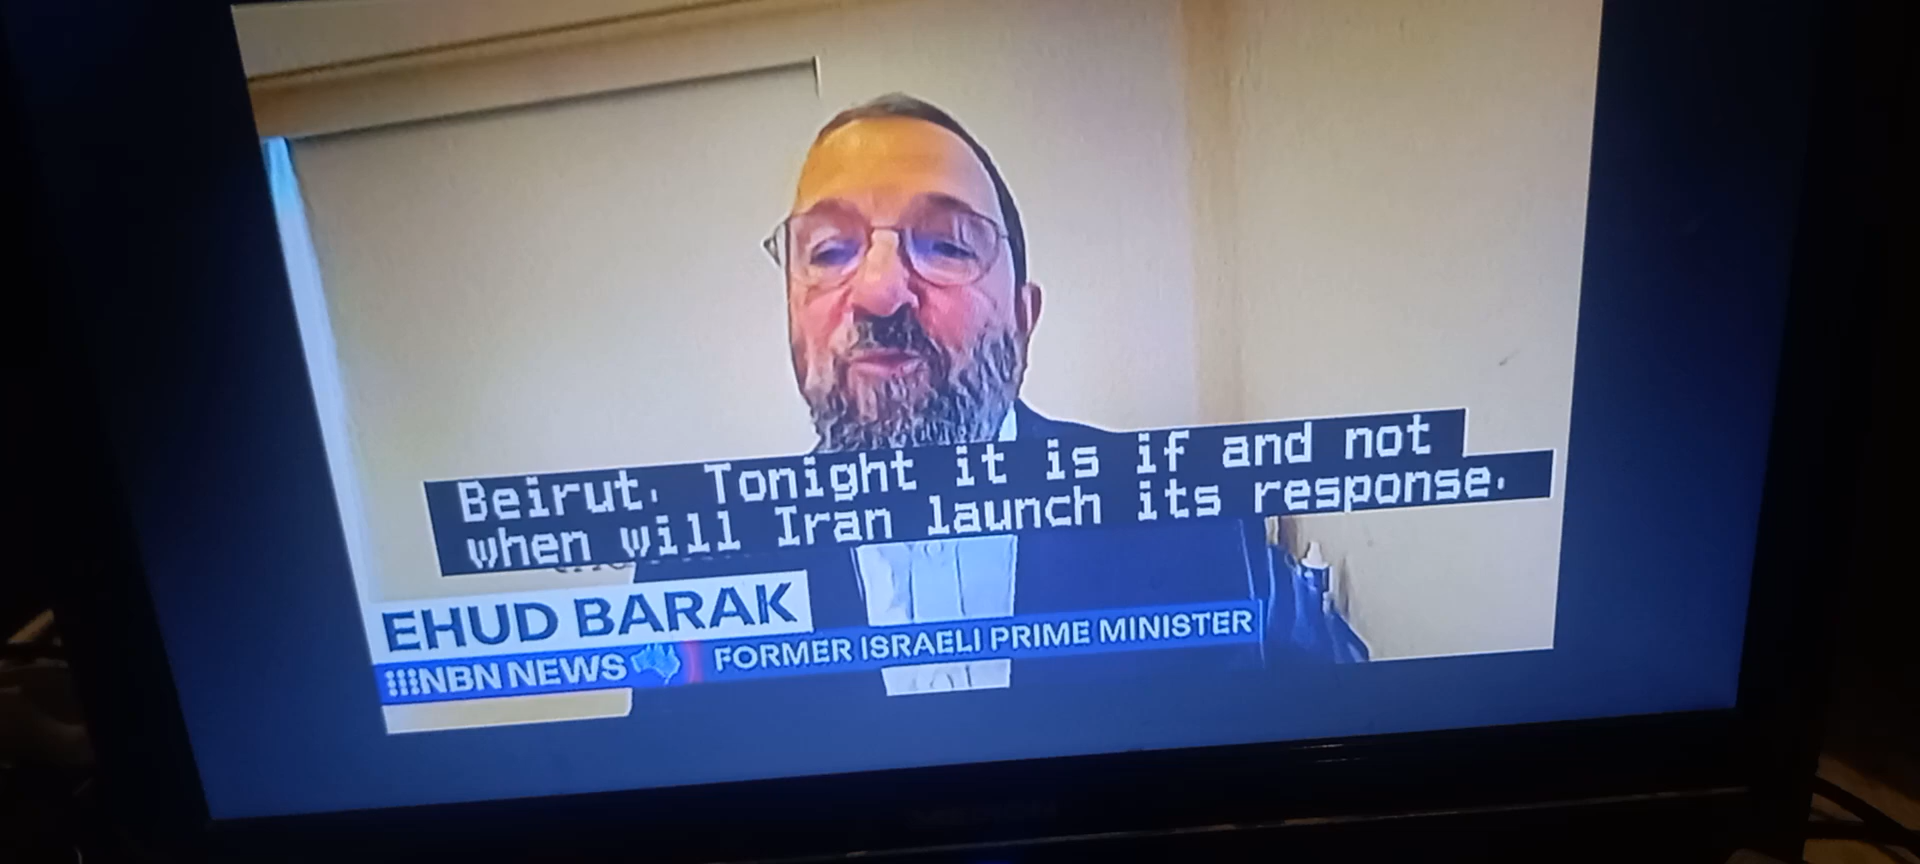 Beirut. Tonight it is if and not
when will Iran launch its response.
EHUD BARAK
NBN NEWS FORMER ISRAELI PRIME MINISTER